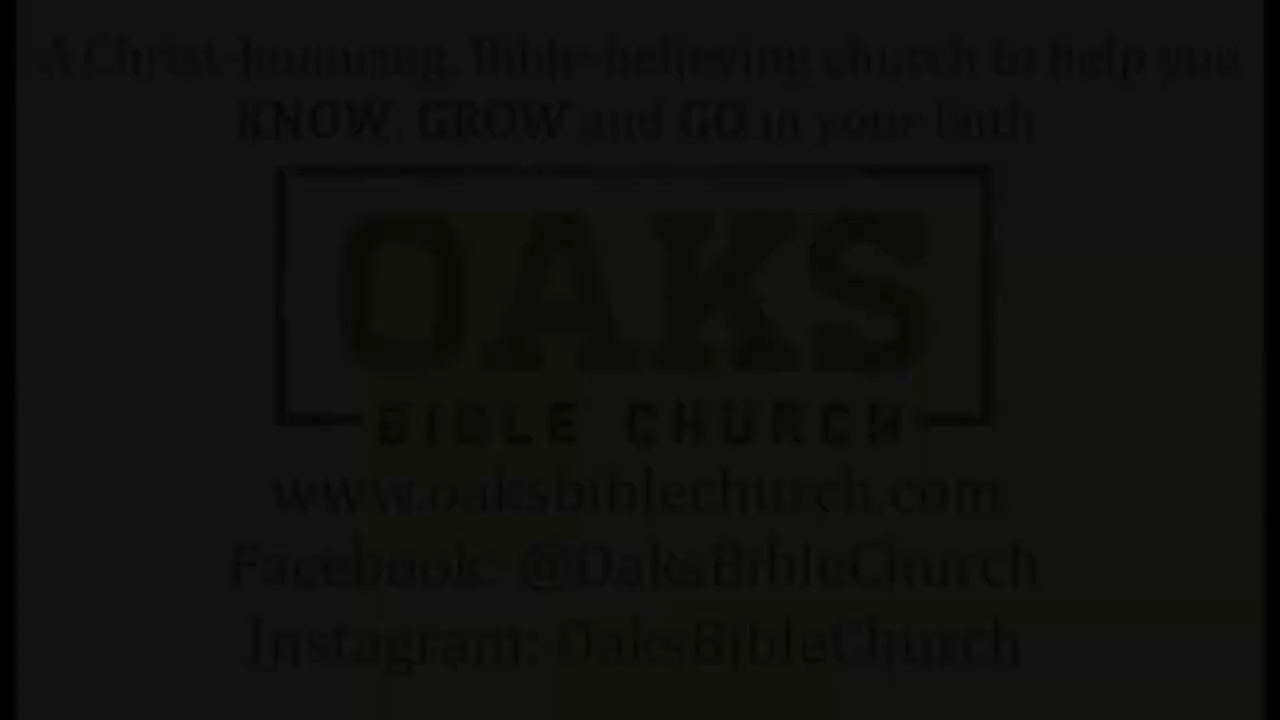 A Christ-honoring, Bible-believing church to help you
KNOW, GROW and GO in your faith
OAKS
BIBLE CHURCH
www.oaksbiblechurch.com
Facebook: @OaksBibleChurch
Instagram: OaksBibleChurch